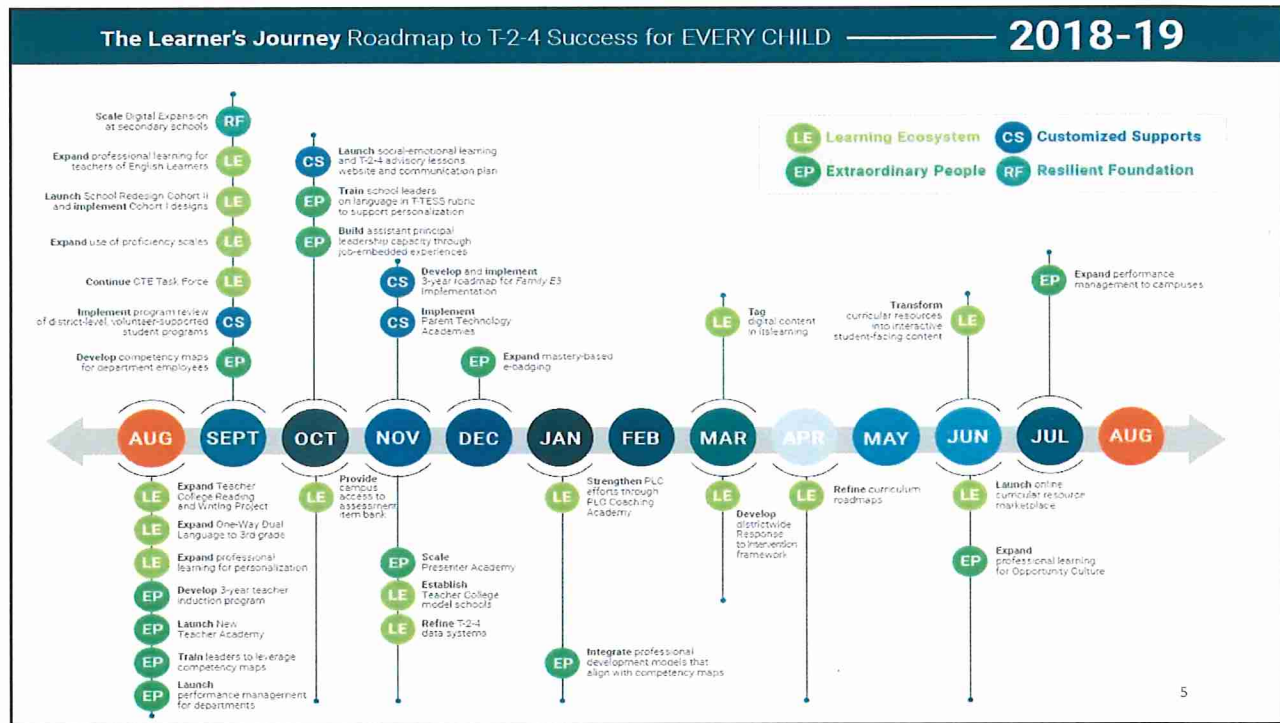 The Learner's Journey Roadmap to T-2-4 Success for EVERY CHILD 2018-19
LE Learning Ecosystem
CS Customized Supports
EP Extraordinary People
RF Resilient Foundation
Scale Digital Expansion
at secondary schools
RF
Expand professional learning for
teachers of English Learners
LE
Launch School Redesign Cohort II
and implement Cohort I designs
LE
Expand use of proficiency scales
LE
Continue CTE Task Force
LE
Implement program review
of district-level, volunteer-supported
student programs
CS
Develop competency maps
for department employees
EP
CS
Launch social-emotional learning
and T-2-4 advisory lessons
website and communication plan
EP
Train school leaders
on language in T-TESS rubric
to support personalization
EP
Build assistant principal
leadership capacity through
job-embedded experiences
CS
Develop and implement
3-year roadmap for Family E3
Implementation
CS
Implement
Parent Technology
Academies
EP
Expand mastery-based
e-badging
LE
Tag
digital content
in itslearning
Transform
curricular resources
into interactive
student-facing content
LE
EP
Expand performance
management to campuses
AUG SEPT OCT NOV DEC JAN FEB MAR APR MAY JUN JUL AUG
LE
Expand Teacher
College Reading
and Writing Project
LE
Expand One-Way Dual
Language to 3rd grade
LE
Expand professional
learning for personalization
EP
Develop 3-year teacher
induction program
EP
Launch New
Teacher Academy
EP
Train leaders to leverage
competency maps
EP
Launch
performance management
for departments
LE
Provide
campus
access to
assessment
item bank
EP
Scale
Presenter Academy
LE
Establish
Teacher College
model schools
LE
Refine T-2-4
data systems
LE
Strengthen PLC
efforts through
PLC Coaching
Academy
EP
Integrate professional
development models that
align with competency maps
LE
Develop
districtwide
Response
to Intervention
framework
LE
Refine curriculum
roadmaps
LE
Launch online
curricular resource
marketplace
EP
Expand
professional learning
for Opportunity Culture
5